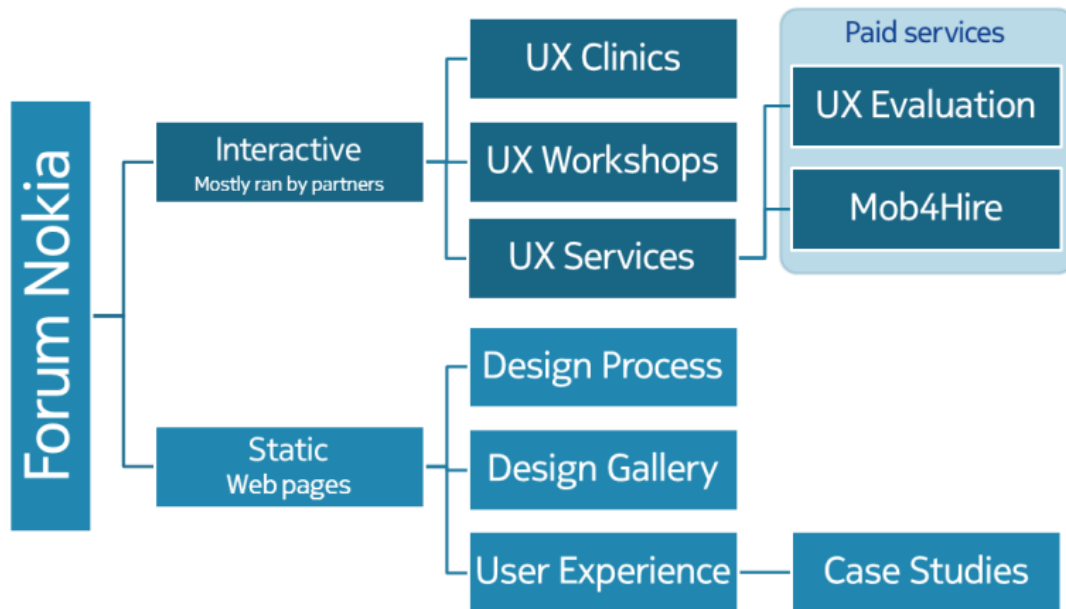 Forum Nokia
Interactive
Mostly ran by partners
UX Clinics
UX Workshops
UX Services
Paid services
UX Evaluation
Mob4Hire
Static
Web pages
Design Process
Design Gallery
User Experience
Case Studies